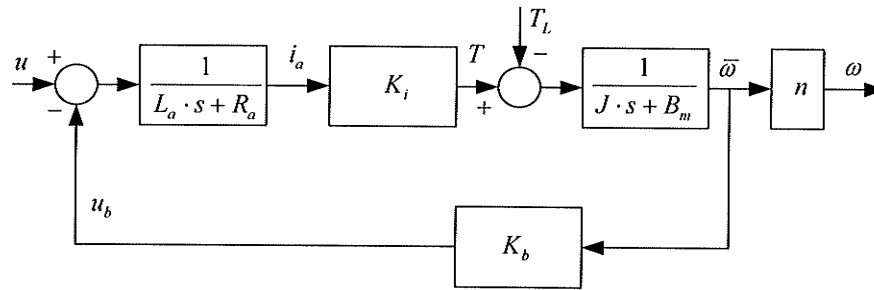 T_L
u + − 1 / (L_a · s + R_a) i_a K_i T + − 1 / (J · s + B_m) ω̄ n ω
u_b K_b